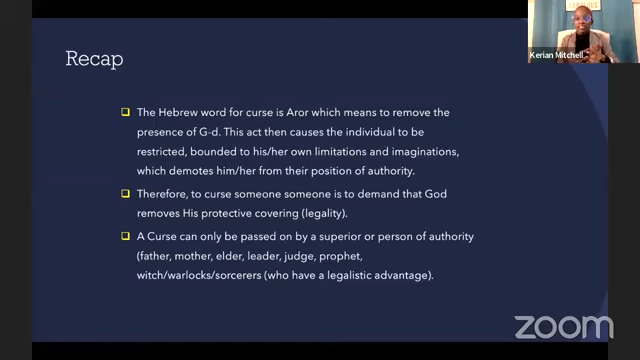 Recap
The Hebrew word for curse is Aror which means to remove the
presence of G-d. This act then causes the individual to be
restricted, bounded to his/her own limitations and imaginations,
which demotes him/her from their position of authority.
Therefore, to curse someone someone is to demand that God
removes His protective covering (legality).
A Curse can only be passed on by a superior or person of authority
(father, mother, elder, leader, judge, prophet,
witch/warlocks/sorcerers (who have a legalistic advantage).
Kerian Mitchell
zoom